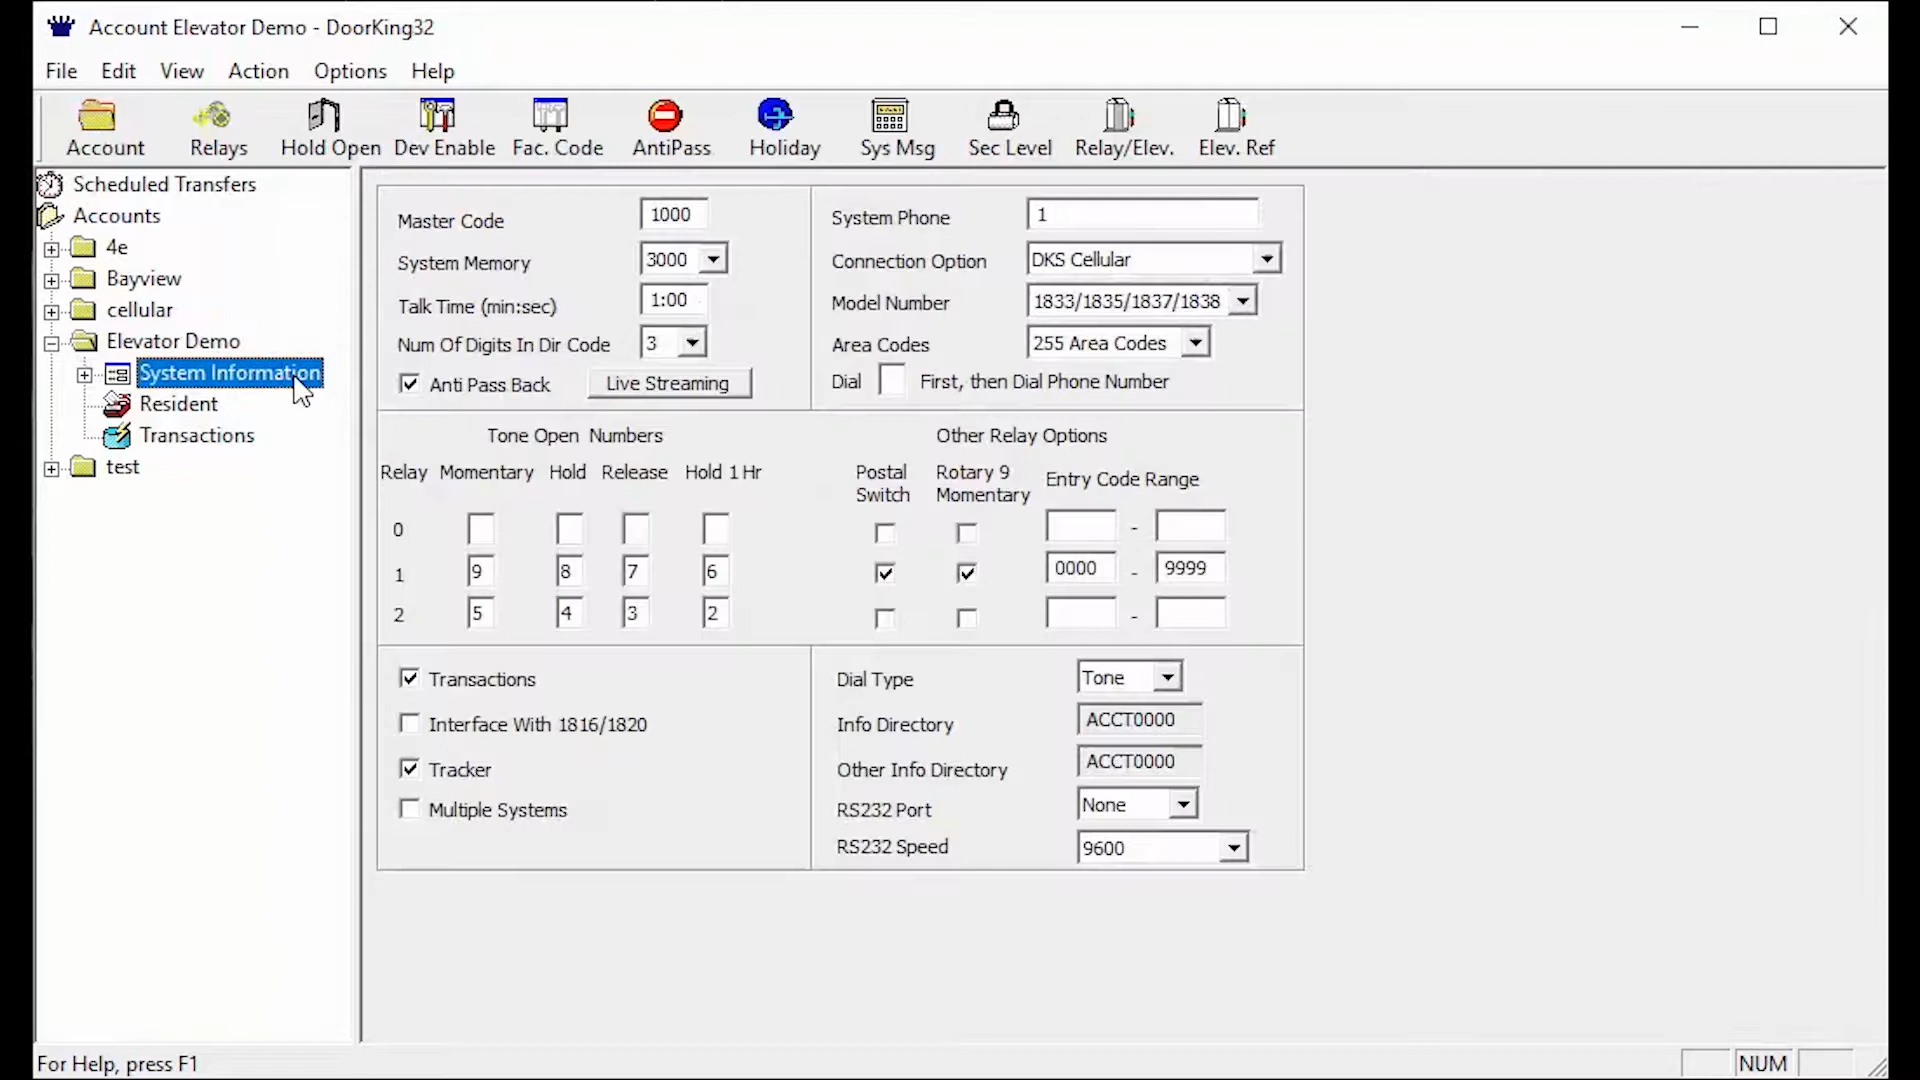 Account Elevator Demo - DoorKing32
File Edit View Action Options Help
Account Relays Hold Open Dev Enable Fac. Code AntiPass Holiday Sys Msg Sec Level Relay/Elev. Elev. Ref
Scheduled Transfers
Accounts
4e
Bayview
cellular
Elevator Demo
System Information
Resident
Transactions
test
Master Code 1000
System Memory 3000
Talk Time (min:sec) 1:00
Num Of Digits In Dir Code 3
Anti Pass Back Live Streaming
System Phone 1
Connection Option DKS Cellular
Model Number 1833/1835/1837/1838
Area Codes 255 Area Codes
Dial First, then Dial Phone Number
Tone Open Numbers
Relay Momentary Hold Release Hold 1 Hr
0
1 9 8 7 6
2 5 4 3 2
Other Relay Options
Postal Switch
Rotary 9 Momentary
Entry Code Range
-
0000 - 9999
-
Transactions
Interface With 1816/1820
Tracker
Multiple Systems
Dial Type Tone
Info Directory ACCT0000
Other Info Directory ACCT0000
RS232 Port None
RS232 Speed 9600
For Help, press F1
NUM